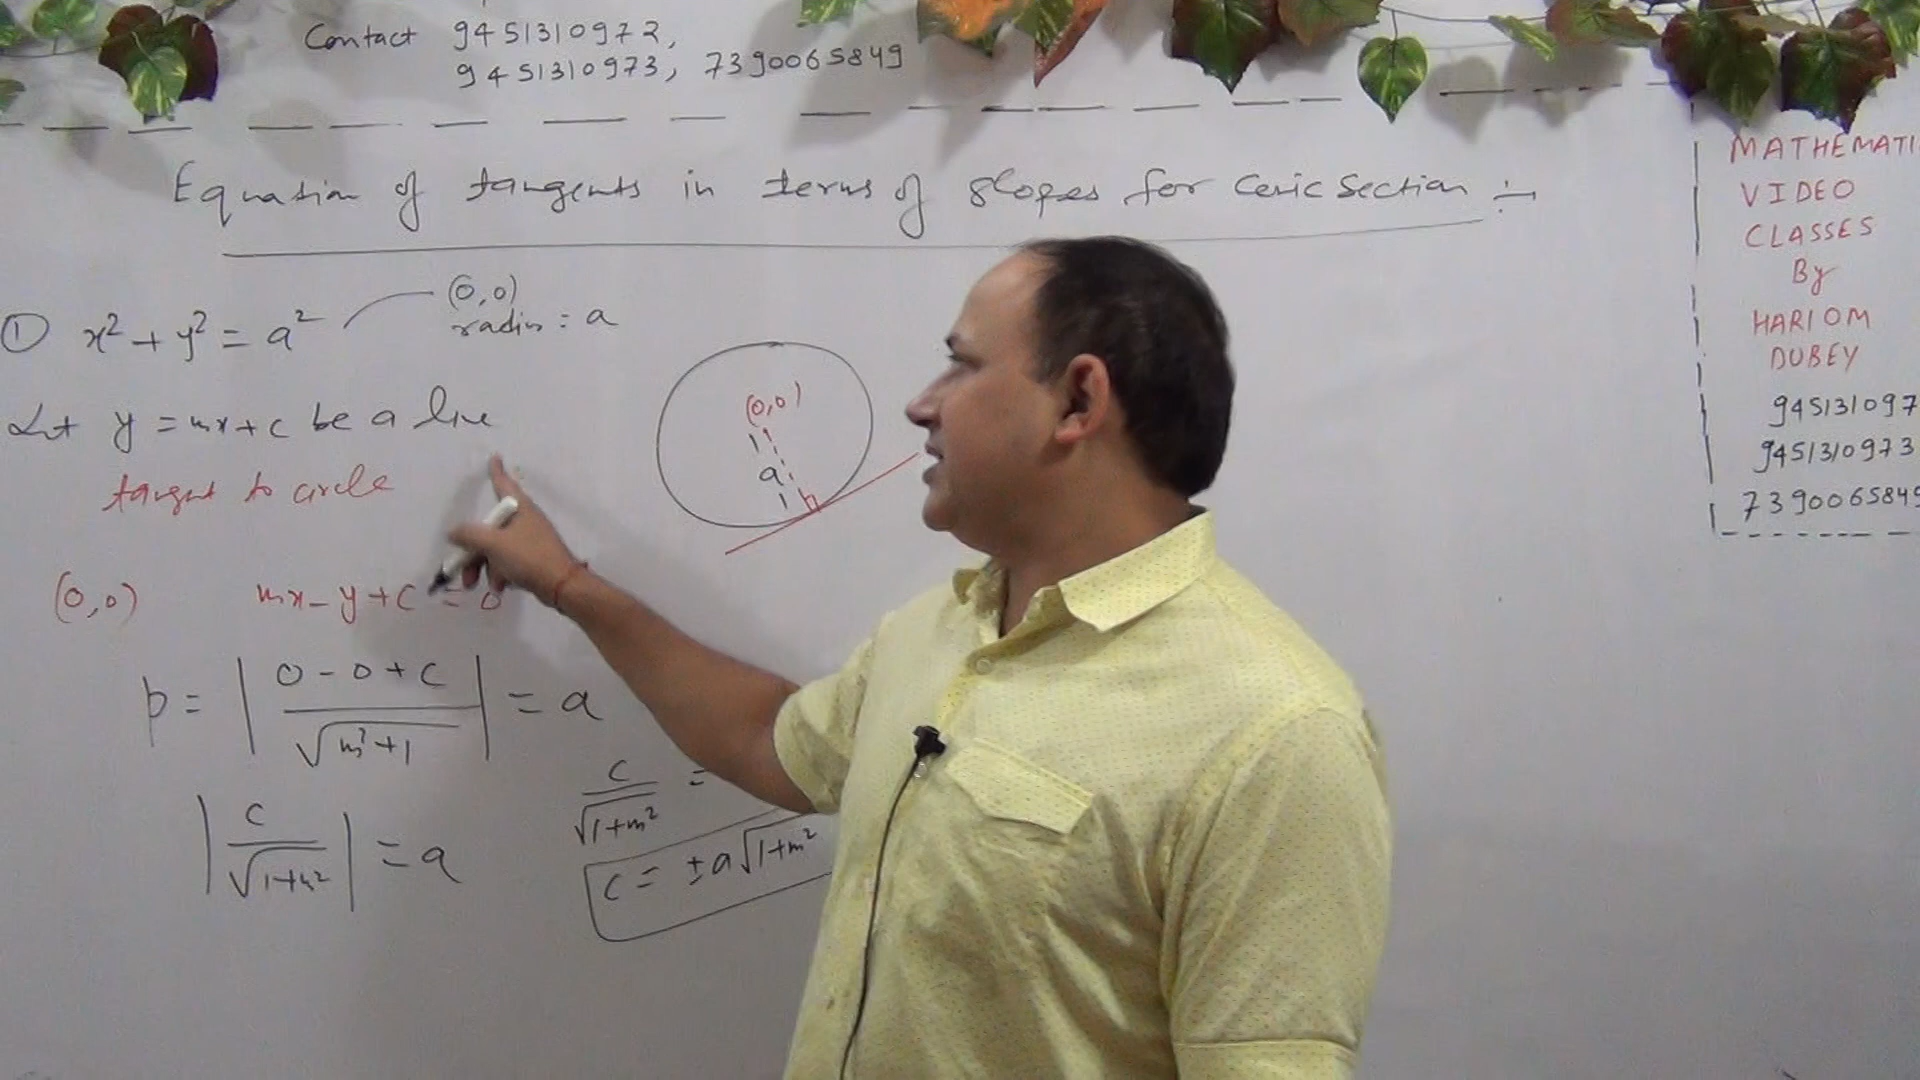 Contact 9451310972,
9451310973, 7390065849
Equation of tangents in terms of slopes for Conic Section :-
① x² + y² = a²
(0,0)
radius = a
Let y = mx + c be a line
tangent to circle
(0,0)
a
(0,0) mx - y + c = 0
p = | 0 - 0 + c / √m²+1 | = a
| c / √1+m² | = a
c / √1+m² =
c = ± a√1+m²
MATHEMATI
VIDEO
CLASSES
By
HARIOM
DUBEY
945131097
9451310973
7390065849